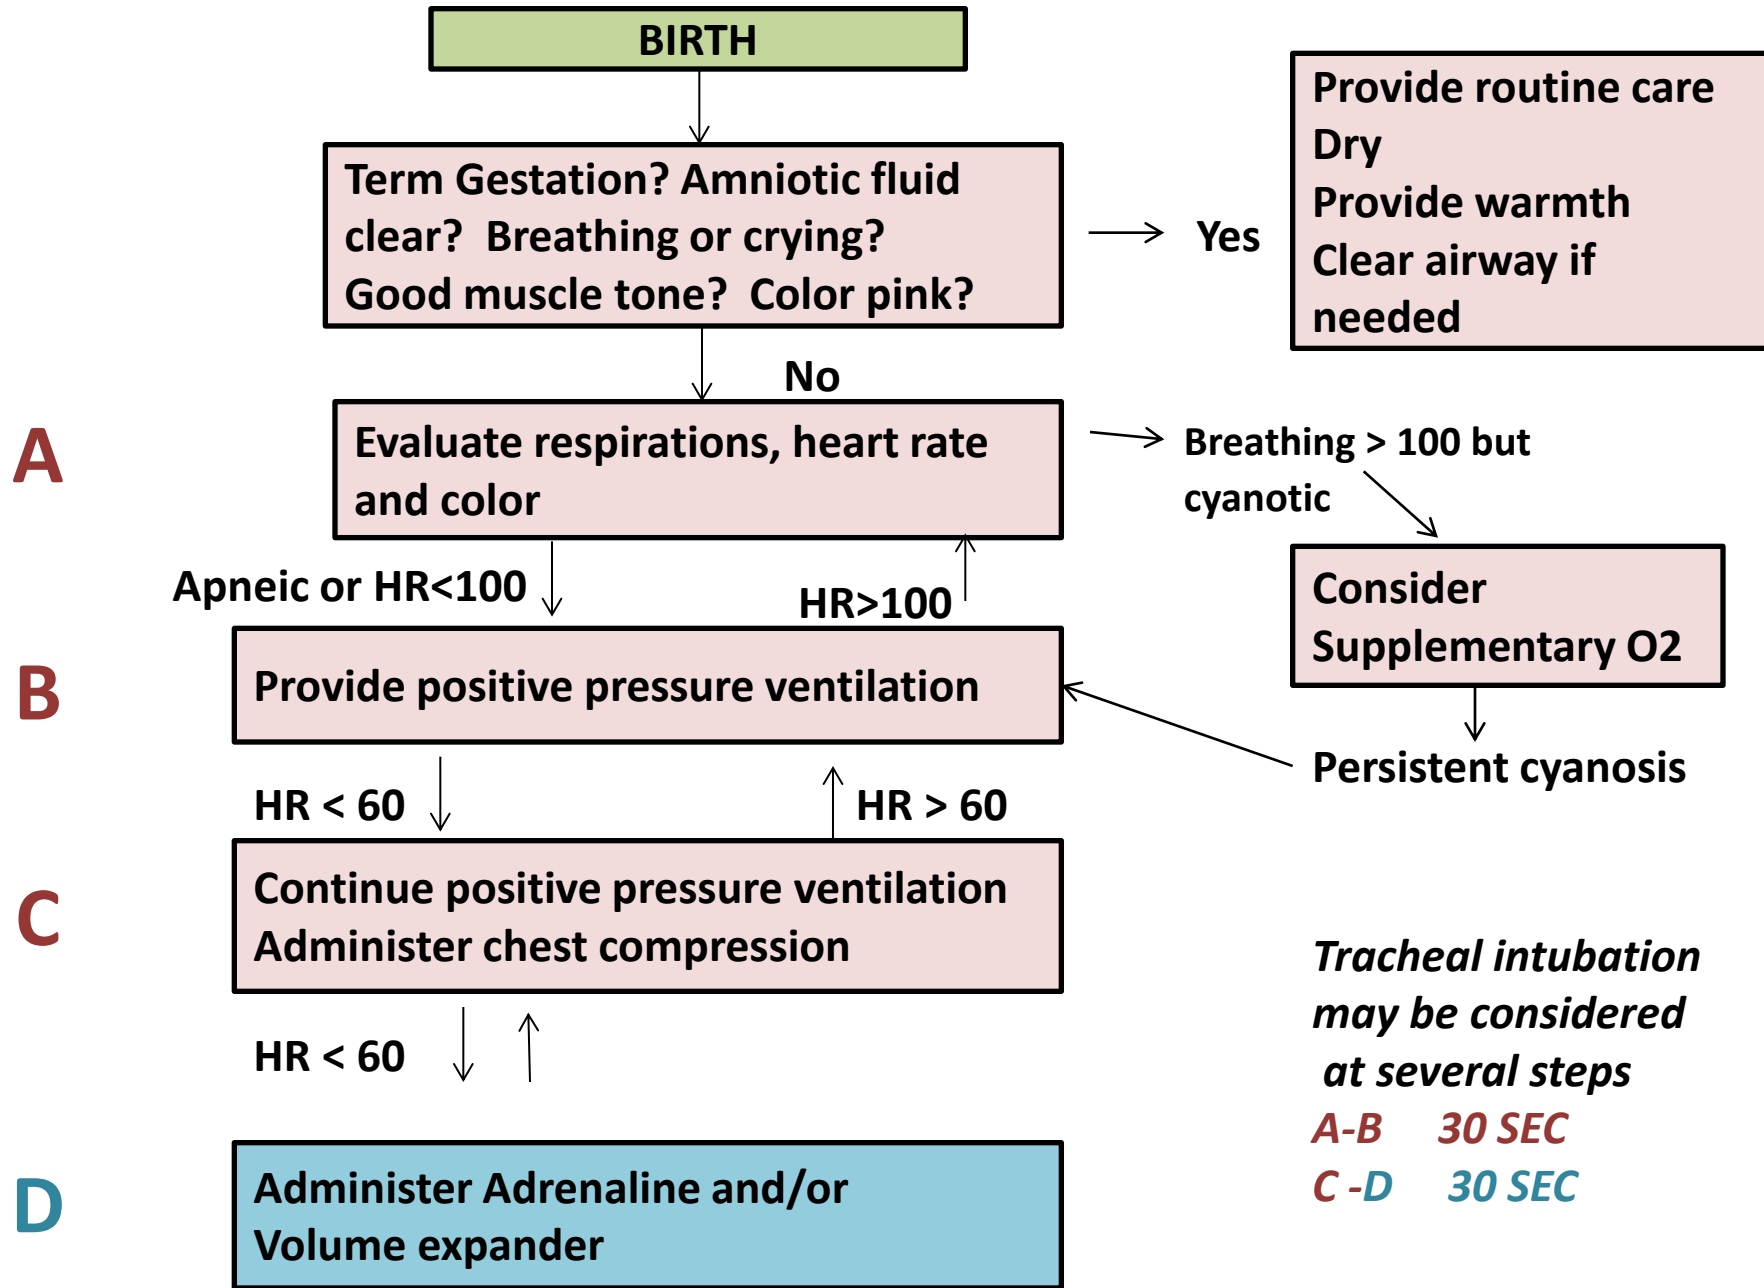 BIRTH
Term Gestation? Amniotic fluid
clear?  Breathing or crying?
Good muscle tone?  Color pink?
Yes
Provide routine care
Dry
Provide warmth
Clear airway if
needed
No
A
Evaluate respirations, heart rate
and color
Breathing > 100 but
cyanotic
Apneic or HR<100
HR>100
Consider
Supplementary O2
B
Provide positive pressure ventilation
Persistent cyanosis
HR < 60
HR > 60
C
Continue positive pressure ventilation
Administer chest compression
HR < 60
Tracheal intubation
may be considered
at several steps
A-B 30 SEC
C -D 30 SEC
D
Administer Adrenaline and/or
Volume expander